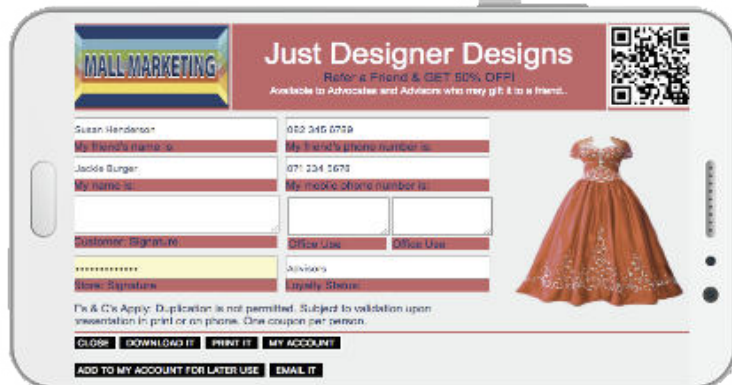 MALL MARKETING
Just Designer Designs
Refer a Friend & GET 50% OFF!
Available to Advocates and Advisors who may gift it to a friend..
Susan Henderson
082 345 6789
My friend's name is:
My friend's phone number is:
Jackie Burger
071 234 5678
My name is:
My mobile phone number is:
Customer: Signature
Office Use
Office Use
•••••••••••••
Advisors
Store: Signature
Loyalty Status:
T's & C's Apply: Duplication is not permitted. Subject to validation upon
presentation in print or on phone. One coupon per person.
CLOSE DOWNLOAD IT PRINT IT MY ACCOUNT
ADD TO MY ACCOUNT FOR LATER USE EMAIL IT